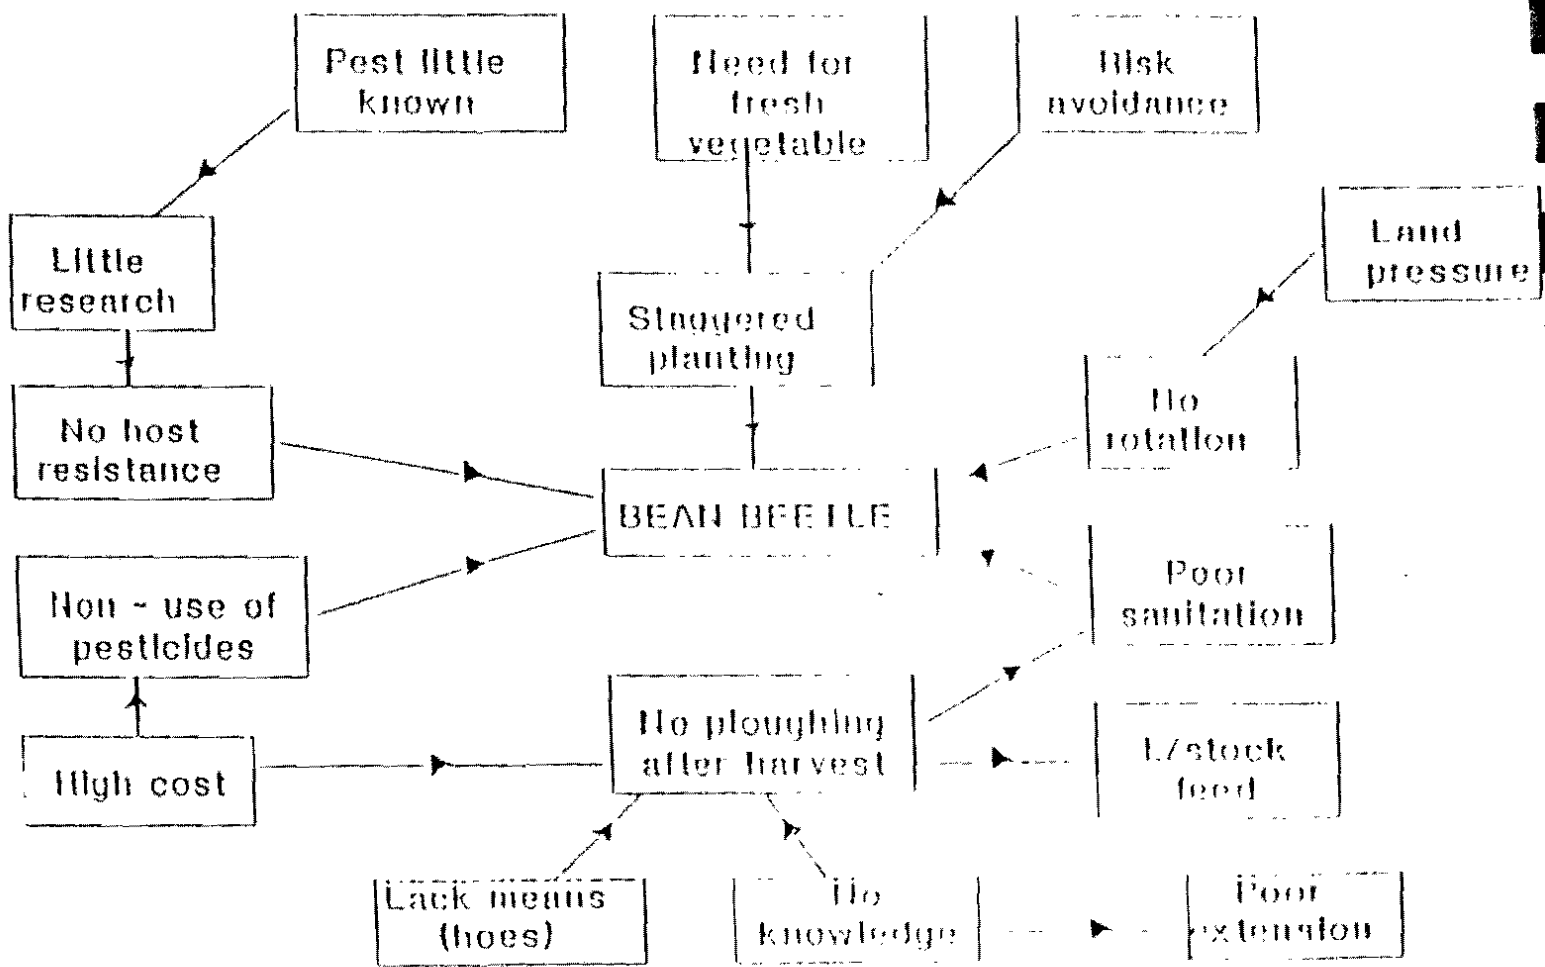 Pest little
known
Need for
fresh
vegetable
Risk
avoidance
Land
pressure
Little
research
Staggered
planting
No
rotation
No host
resistance
BEAN BEETLE
Poor
sanitation
Non - use of
pesticides
No ploughing
after harvest
L/stock
feed
High cost
Lack means
(hoes)
No
knowledge
Poor
extension